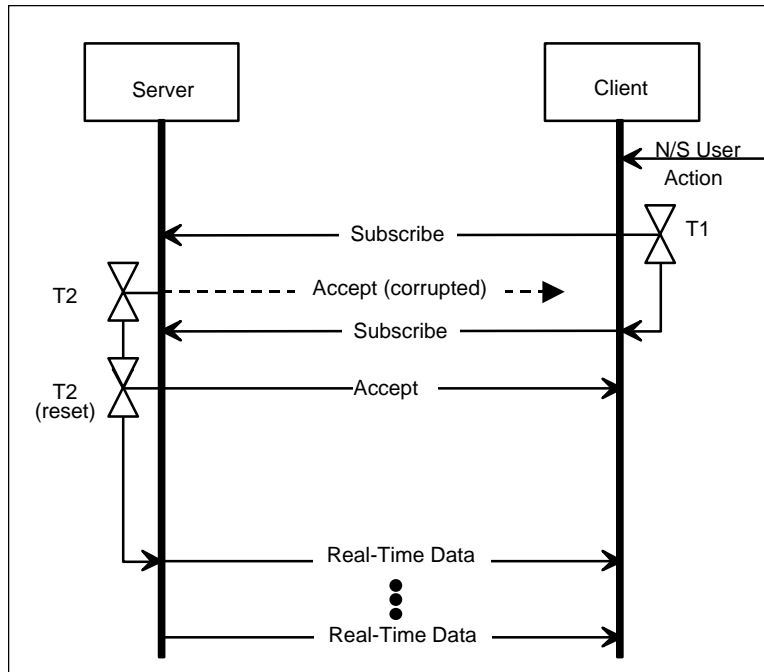 Server
Client
N/S User
Action
Subscribe
T1
T2
Accept (corrupted)
Subscribe
T2
(reset)
Accept
Real-Time Data
Real-Time Data